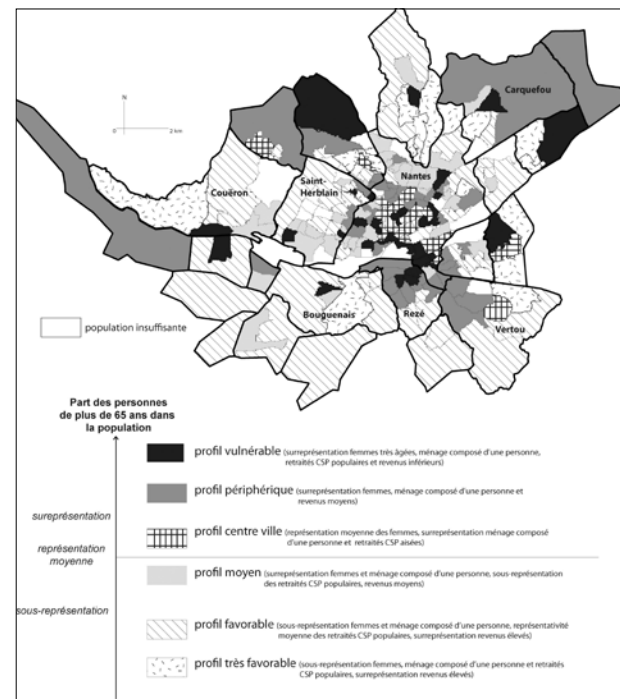 N
0
2 km
Carquefou
Nantes
Saint-
Herblain
Couëron
Bouguenais
Rezé
Vertou
population insuffisante
Part des personnes
de plus de 65 ans dans
la population
surreprésentation
représentation
moyenne
sous-représentation
profil vulnérable (surreprésentation femmes très âgées, ménage composé d'une personne,
retraités CSP populaires et revenus inférieurs)
profil périphérique (surreprésentation femmes, ménage composé d'une personne et
revenus moyens)
profil centre ville (représentation moyenne des femmes, surreprésentation ménage composé
d'une personne et retraités CSP aisées)
profil moyen (surreprésentation femmes et ménage composé d'une personne, sous-représentation
des retraités CSP populaires, revenus moyens)
profil favorable (sous-représentation femmes et ménage composé d'une personne, représentativité
moyenne des retraités CSP populaires, surreprésentation revenus élevés)
profil très favorable (sous-représentation femmes, ménage composé d'une personne et retraités
CSP populaires, surreprésentation revenus élevés)